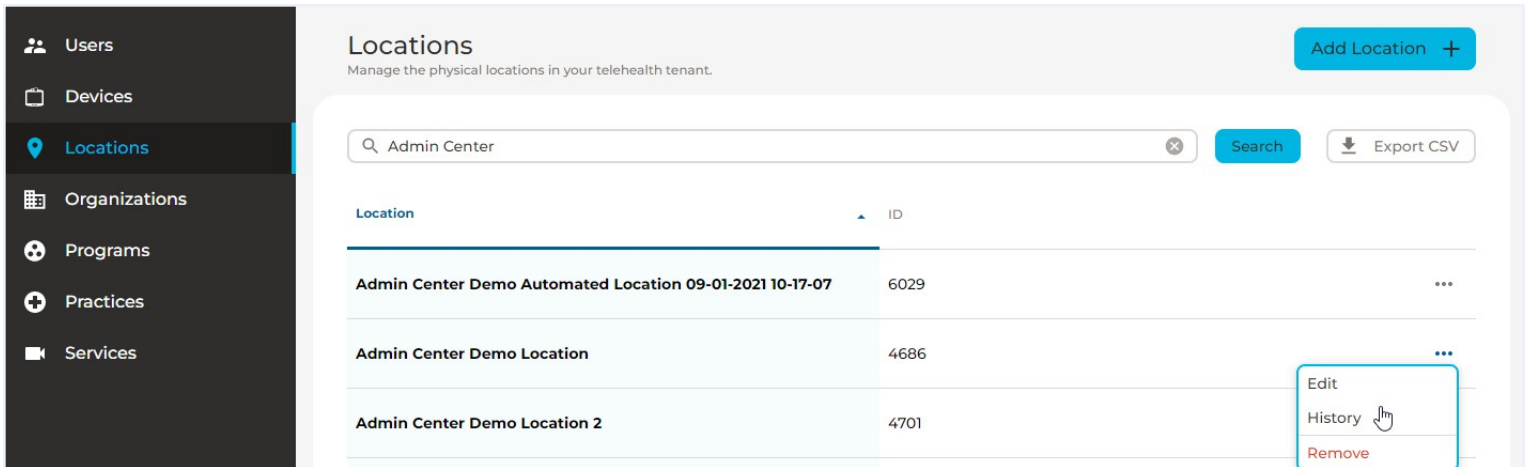 Users
Devices
Locations
Organizations
Programs
Practices
Services
Locations
Manage the physical locations in your telehealth tenant.
Add Location +
Admin Center
Search
Export CSV
Location
ID
Admin Center Demo Automated Location 09-01-2021 10-17-07
6029
Admin Center Demo Location
4686
Admin Center Demo Location 2
4701
Edit
History
Remove